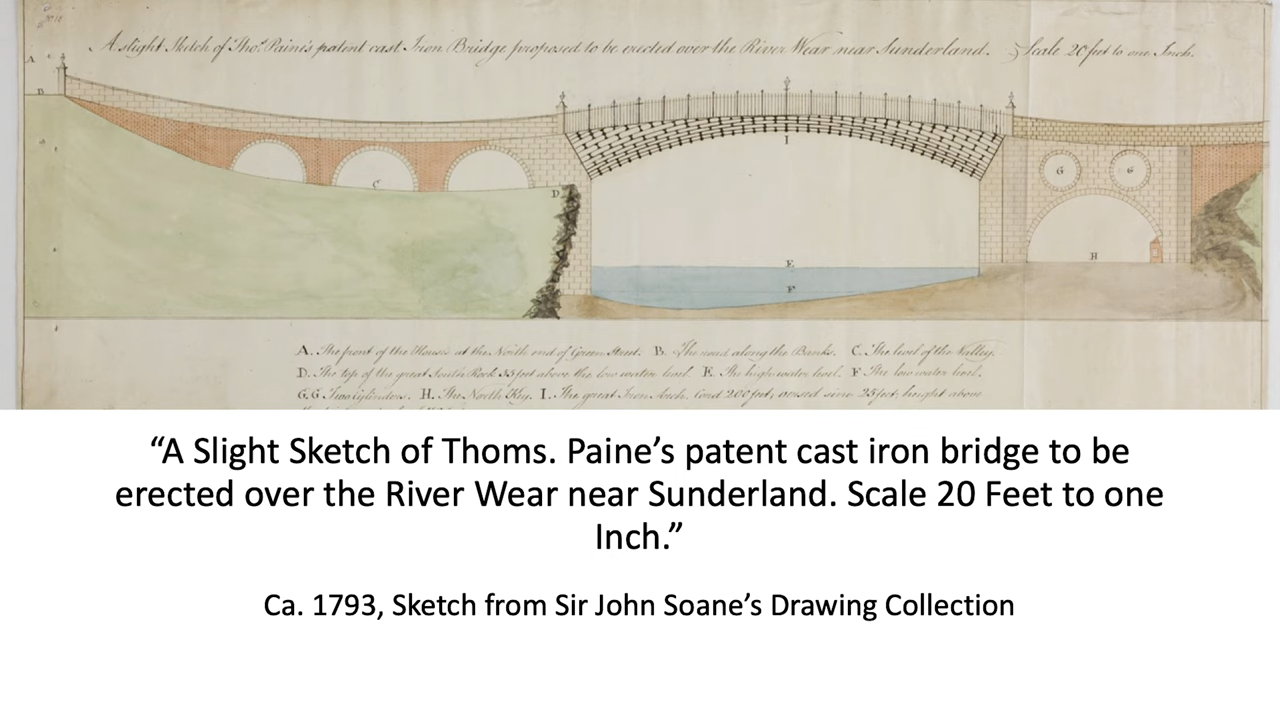 A slight Sketch of Tho.s Paine's patent cast Iron Bridge proposed to be erected over the River Wear near Sunderland. Scale 20 feet to one Inch.
A
B
C
D
I
G
G
E
F
H
A. The front of the Houses at the North end of Green Street. B. The road along the Banks. C. The level of the Valley.
D. The top of the great South Rock 35 feet above the low water level. E. The high water level. F The low water level.
G.G Two Cylinders. H. The North Key. I. The great Iron Arch. Cord 200 feet, versed sine 25 feet, height above
“A Slight Sketch of Thoms. Paine’s patent cast iron bridge to be
erected over the River Wear near Sunderland. Scale 20 Feet to one
Inch.”
Ca. 1793, Sketch from Sir John Soane’s Drawing Collection